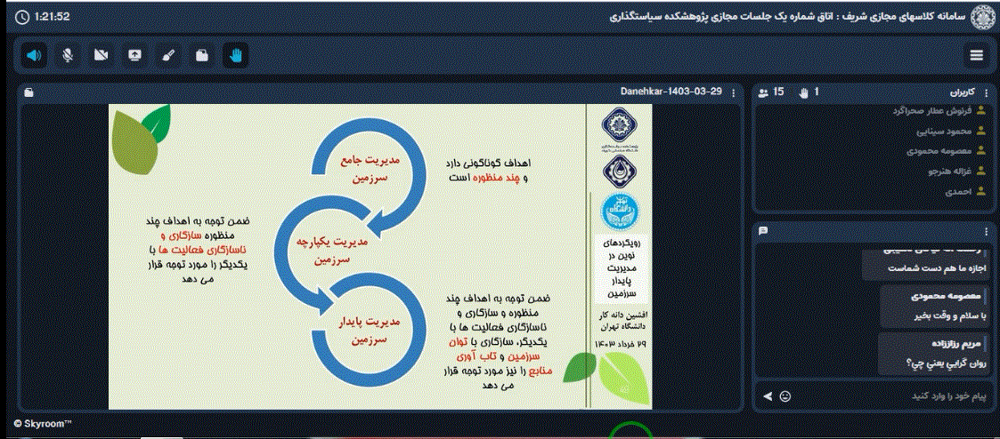 1:21:52
سامانه کلاسهای مجازی شریف : اتاق شماره یک جلسات مجازی پژوهشکده سیاستگذاری
Danehkar-1403-03-29
مدیریت جامع
سرزمین
اهداف گوناگونی دارد
و چند منظوره است
مدیریت یکپارچه
سرزمین
ضمن توجه به اهداف چند
منظوره سازگاری و
ناسازگاری فعالیت ها با
یکدیگر را مورد توجه قرار
می دهد
مدیریت پایدار
سرزمین
ضمن توجه به اهداف چند
منظوره و سازگاری و
ناسازگاری فعالیت ها با
یکدیگر، سازگاری با توان
سرزمین و تاب آوری
منابع را نیز مورد توجه قرار
می دهد
رویکردهای
نوین در
مدیریت
پایدار
سرزمین
افشین دانه کار
دانشگاه تهران
۲۹ خرداد ۱۴۰۳
کاربران
1
15
فرنوش عطار صحراگرد
محمود سینایی
معصومه محمودی
غزاله هنرجو
احمدی
اجازه ما هم دست شماست
معصومه محمودی
با سلام و وقت بخیر
مریم رزاززاده
روان گرايي يعني چي؟
پیام خود را وارد کنید
© Skyroom™